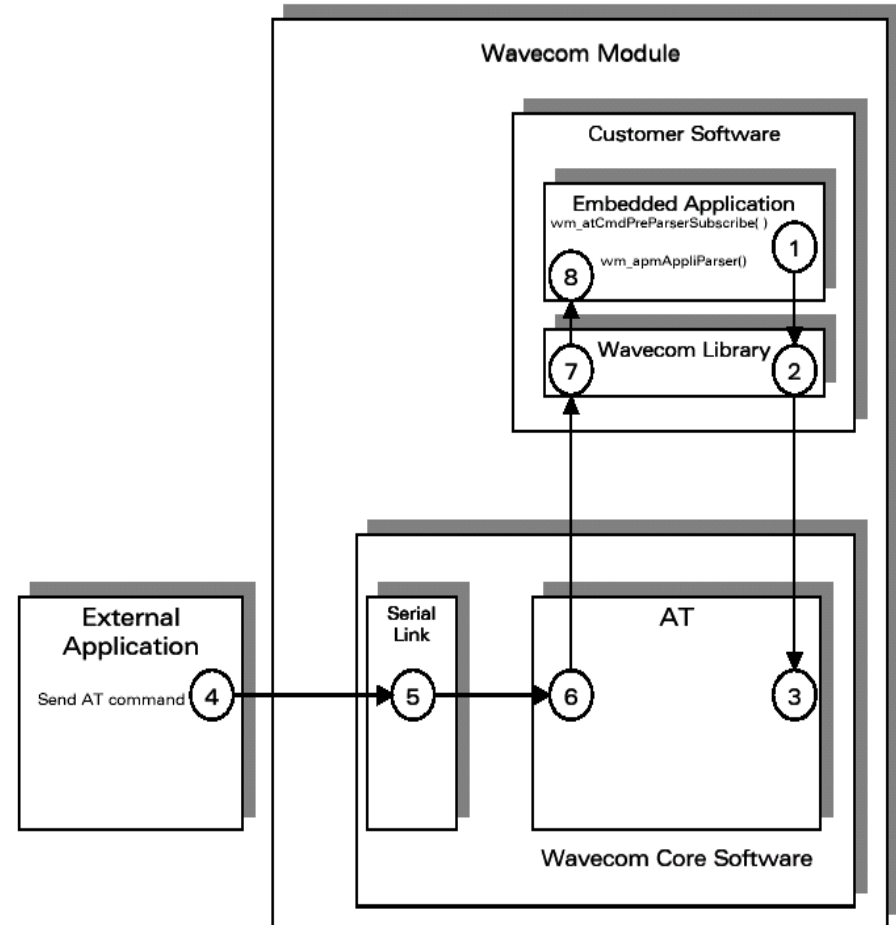 Wavecom Module
Customer Software
Embedded Application
wm_atCmdPreParserSubscribe( )
1
wm_apmAppliParser()
8
Wavecom Library
7
2
External
Application
Send AT command
4
Serial
Link
5
AT
6
3
Wavecom Core Software